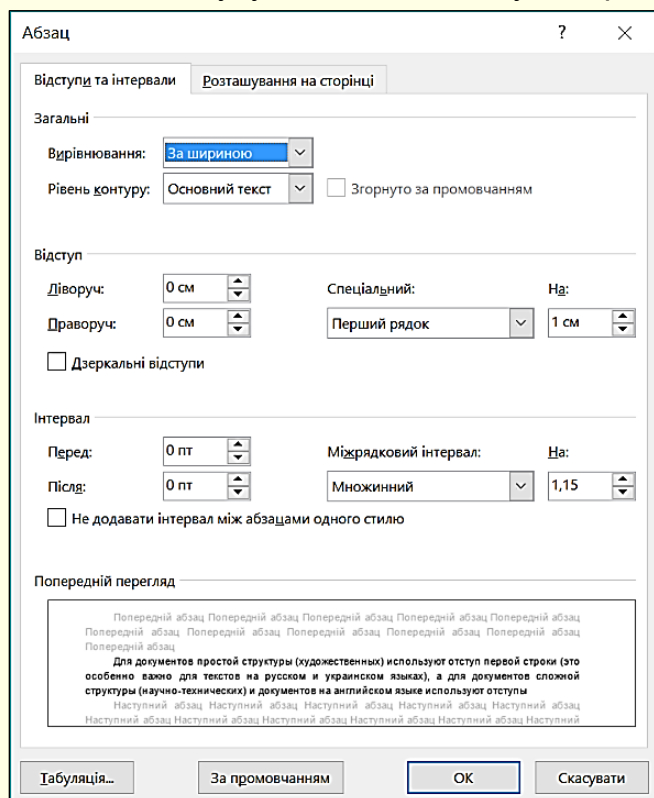 Абзац ? ×
Відступи та інтервали Розташування на сторінці
Загальні
Вирівнювання: За шириною
Рівень контуру: Основний текст Згорнуто за промовчанням
Відступ
Ліворуч: 0 см Спеціальний: На:
Праворуч: 0 см Перший рядок 1 см
Дзеркальні відступи
Інтервал
Перед: 0 пт Міжрядковий інтервал: На:
Після: 0 пт Множинний 1,15
Не додавати інтервал між абзацами одного стилю
Попередній перегляд
Попередній абзац Попередній абзац Попередній абзац Попередній абзац Попередній абзац
Попередній абзац Попередній абзац Попередній абзац Попередній абзац Попередній абзац
Попередній абзац
Для документов простой структуры (художественных) используют отступ первой строки (это
особенно важно для текстов на русском и украинском языках), а для документов сложной
структуры (научно-технических) и документов на английском языке используют отступы
Наступний абзац Наступний абзац Наступний абзац Наступний абзац Наступний абзац
Наступний абзац Наступний абзац Наступний абзац Наступний абзац Наступний
Табуляція... За промовчанням ОК Скасувати